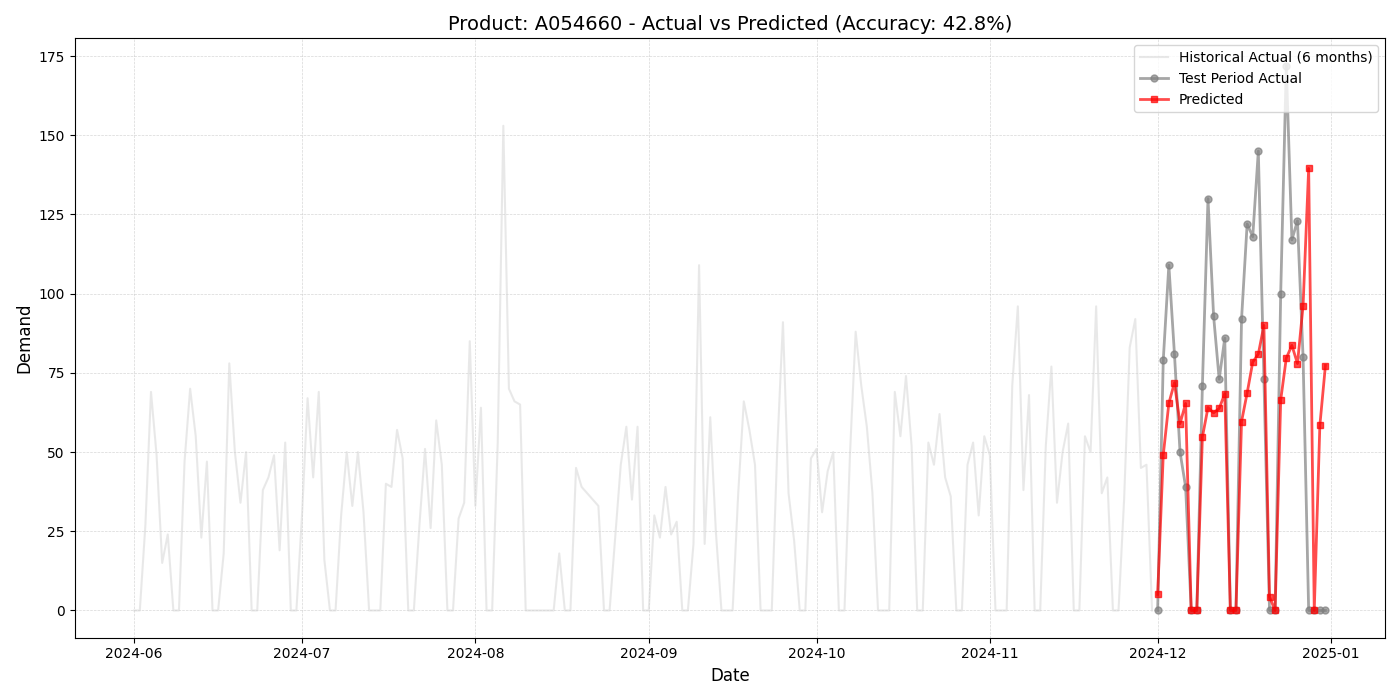 Product: A054660 - Actual vs Predicted (Accuracy: 42.8%)
Historical Actual (6 months)
Test Period Actual
Predicted
175
150
125
100
75
50
25
0
Demand
2024-06
2024-07
2024-08
2024-09
2024-10
2024-11
2024-12
2025-01
Date